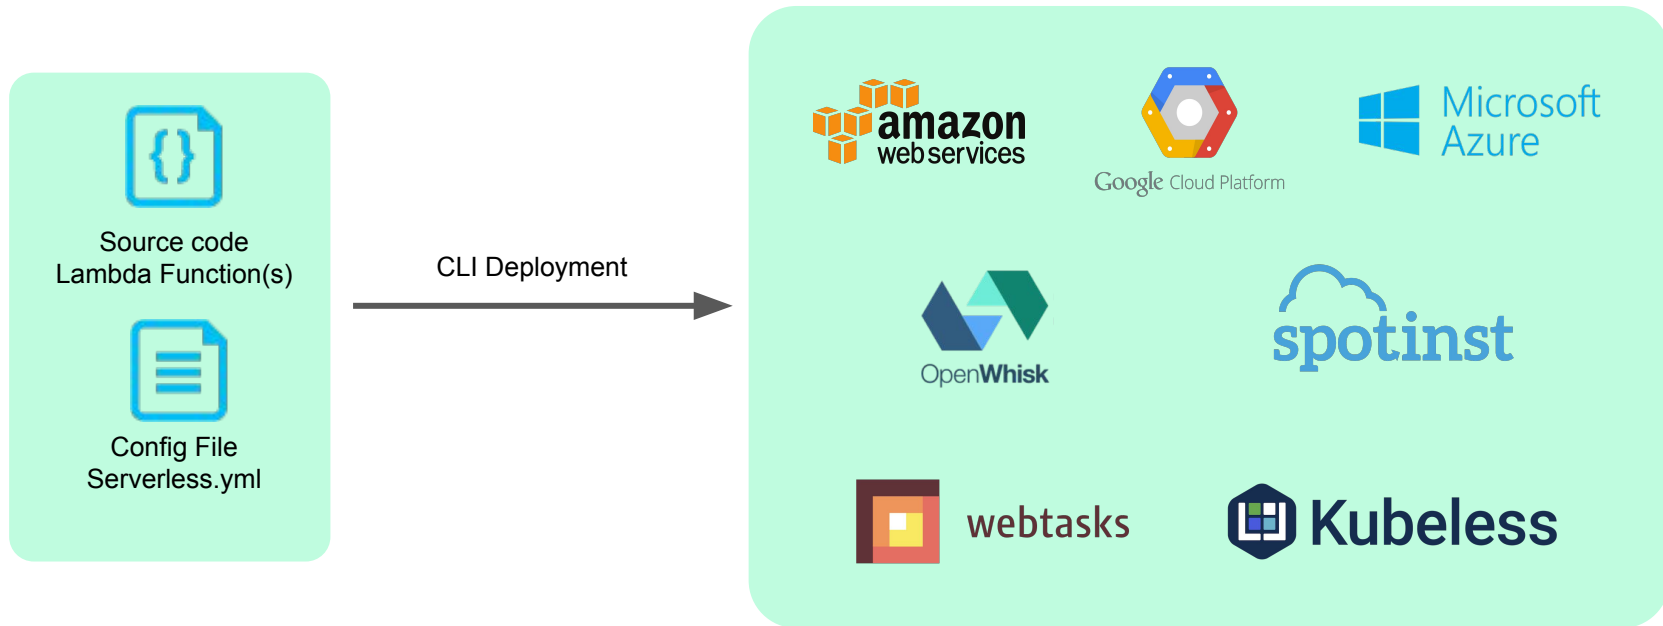 Source code
Lambda Function(s)
Config File
Serverless.yml
CLI Deployment
amazon
web services
Google Cloud Platform
Microsoft
Azure
OpenWhisk
spotinst
webtasks
Kubeless